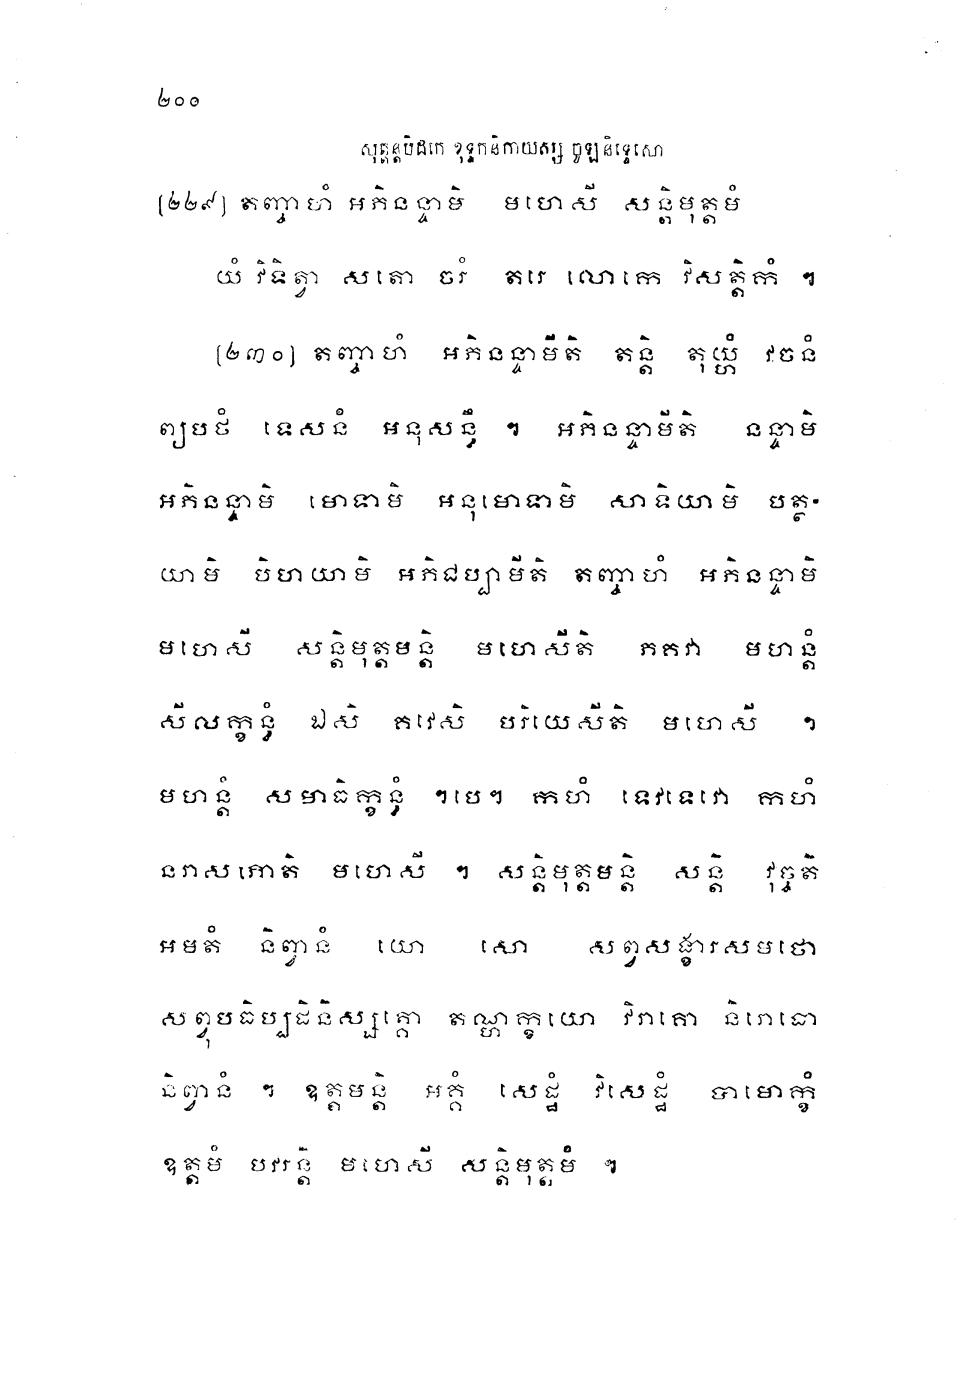 ២០០
សុត្តន្តបិដកេ ខុទ្ទកនិកាយស្ស ចូឡនិទ្ទេសោ
(២២៩) តញ្ចាហំ អភិនន្ទាមិ មហេសី សន្តិមុត្តមំ
យំ វិទិត្វា សតោ ចរំ តរេ លោកេ វិសត្តិកំ ។
(២៣០) តញ្ចាហំ អភិនន្ទាមីតិ តន្តិ តុយ្ហំ វចនំ
ព្យបថំ ទេសនំ អនុសន្ធឹ ។ អភិនន្ទាមីតិ នន្ទាមិ
អភិនន្ទាមិ មោទាមិ អនុមោទាមិ សាទិយាមិ បត្ថ-
យាមិ បិហយាមិ អភិជប្បាមីតិ តញ្ចាហំ អភិនន្ទាមិ
មហេសី សន្តិមុត្តមន្តិ មហេសីតិ ភគវា មហន្តំ
សីលក្ខន្ធំ ឯសិ គវេសិ បរិយេសីតិ មហេសី ។
មហន្តំ សមាធិក្ខន្ធំ ។បេ។ កហំ ទេវទេវោ កហំ
នរាសភោតិ មហេសី ។ សន្តិមុត្តមន្តិ សន្តិ វុច្ចតិ
អមតំ និព្វានំ យោ សោ សព្វសង្ខារសមថោ
សព្វុបធិប្បដិនិស្សគ្គោ តណ្ហក្ខយោ វិរាគោ និរោធោ
និព្វានំ ។ ឧត្តមន្តិ អគ្គំ សេដ្ឋំ វិសេដ្ឋំ បាមោក្ខំ
ឧត្តមំ បវរន្តិ មហេសី សន្តិមុត្តមំ ។